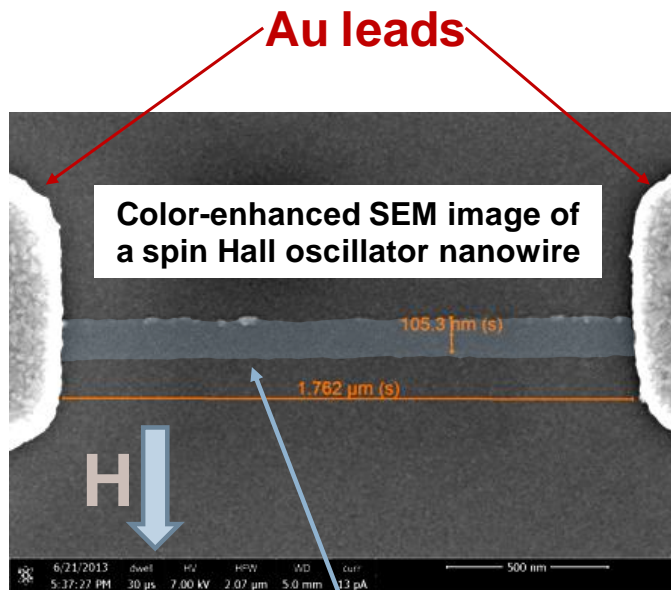 Au leads
Color-enhanced SEM image of
a spin Hall oscillator nanowire
105.3 nm (s)
1.762 µm (s)
H
6/21/2013 dwell HV HFW WD curr
5:37:27 PM 30 µs 7.00 kV 2.07 µm 5.0 mm 13 pA
500 nm